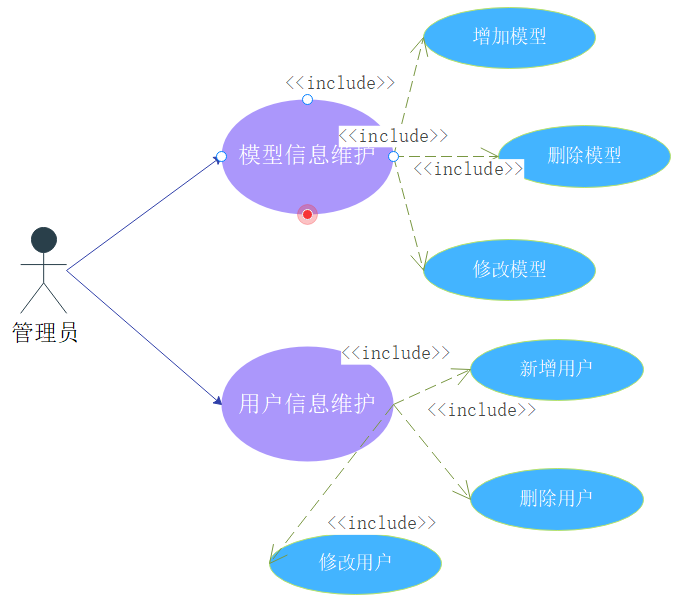 增加模型
<<include>>
<<include>>
模型信息维护
删除模型
<<include>>
修改模型
管理员
<<include>>
新增用户
用户信息维护
<<include>>
删除用户
<<include>>
修改用户